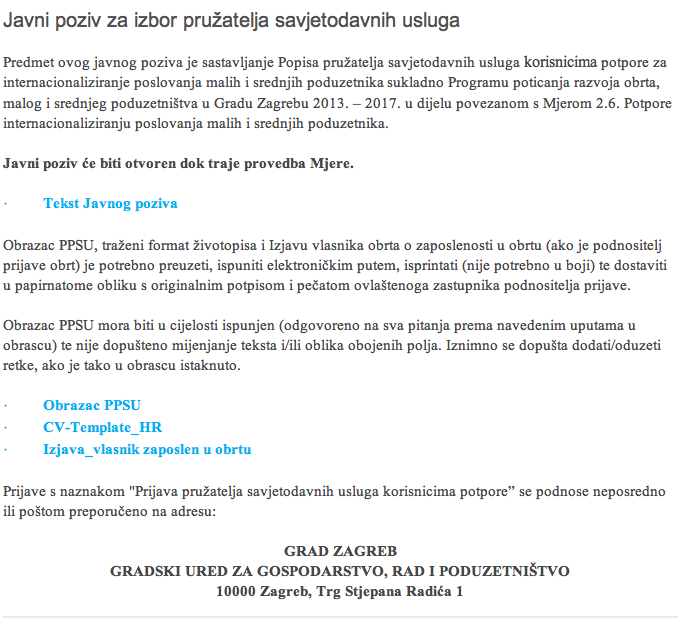 Javni poziv za izbor pružatelja savjetodavnih usluga
Predmet ovog javnog poziva je sastavljanje Popisa pružatelja savjetodavnih usluga korisnicima potpore za
internacionaliziranje poslovanja malih i srednjih poduzetnika sukladno Programu poticanja razvoja obrta,
malog i srednjeg poduzetništva u Gradu Zagrebu 2013. – 2017. u dijelu povezanom s Mjerom 2.6. Potpore
internacionaliziranju poslovanja malih i srednjih poduzetnika.
Javni poziv će biti otvoren dok traje provedba Mjere.
· Tekst Javnog poziva
Obrazac PPSU, traženi format životopisa i Izjavu vlasnika obrta o zaposlenosti u obrtu (ako je podnositelj
prijave obrt) je potrebno preuzeti, ispuniti elektroničkim putem, isprintati (nije potrebno u boji) te dostaviti
u papirnatome obliku s originalnim potpisom i pečatom ovlaštenoga zastupnika podnositelja prijave.
Obrazac PPSU mora biti u cijelosti ispunjen (odgovoreno na sva pitanja prema navedenim uputama u
obrascu) te nije dopušteno mijenjanje teksta i/ili oblika obojenih polja. Iznimno se dopušta dodati/oduzeti
retke, ako je tako u obrascu istaknuto.
· Obrazac PPSU
· CV-Template_HR
· Izjava_vlasnik zaposlen u obrtu
Prijave s naznakom "Prijava pružatelja savjetodavnih usluga korisnicima potpore” se podnose neposredno
ili poštom preporučeno na adresu:
GRAD ZAGREB
GRADSKI URED ZA GOSPODARSTVO, RAD I PODUZETNIŠTVO
10000 Zagreb, Trg Stjepana Radića 1